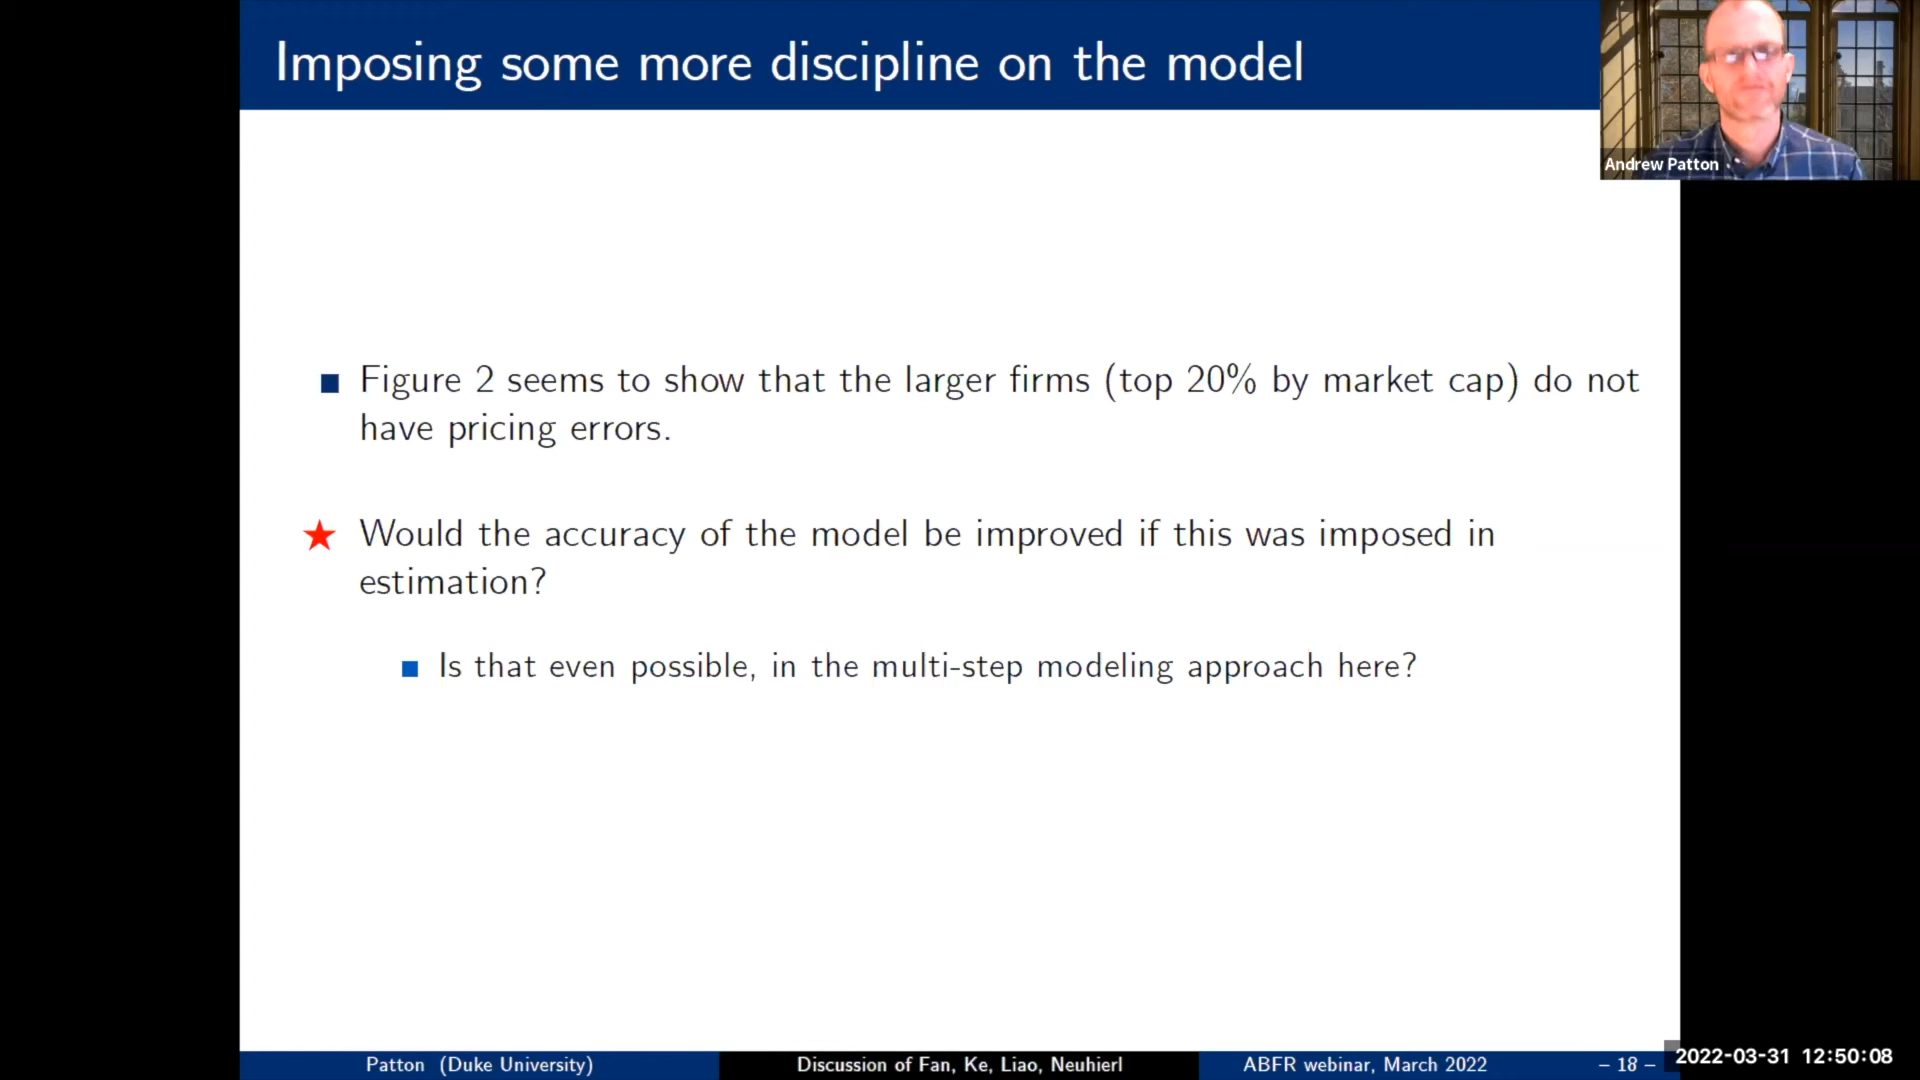 Imposing some more discipline on the model
Andrew Patton
Figure 2 seems to show that the larger firms (top 20% by market cap) do not
have pricing errors.
Would the accuracy of the model be improved if this was imposed in
estimation?
Is that even possible, in the multi-step modeling approach here?
Patton (Duke University)
Discussion of Fan, Ke, Liao, Neuhierl
ABFR webinar, March 2022
– 18 –
2022-03-31 12:50:08